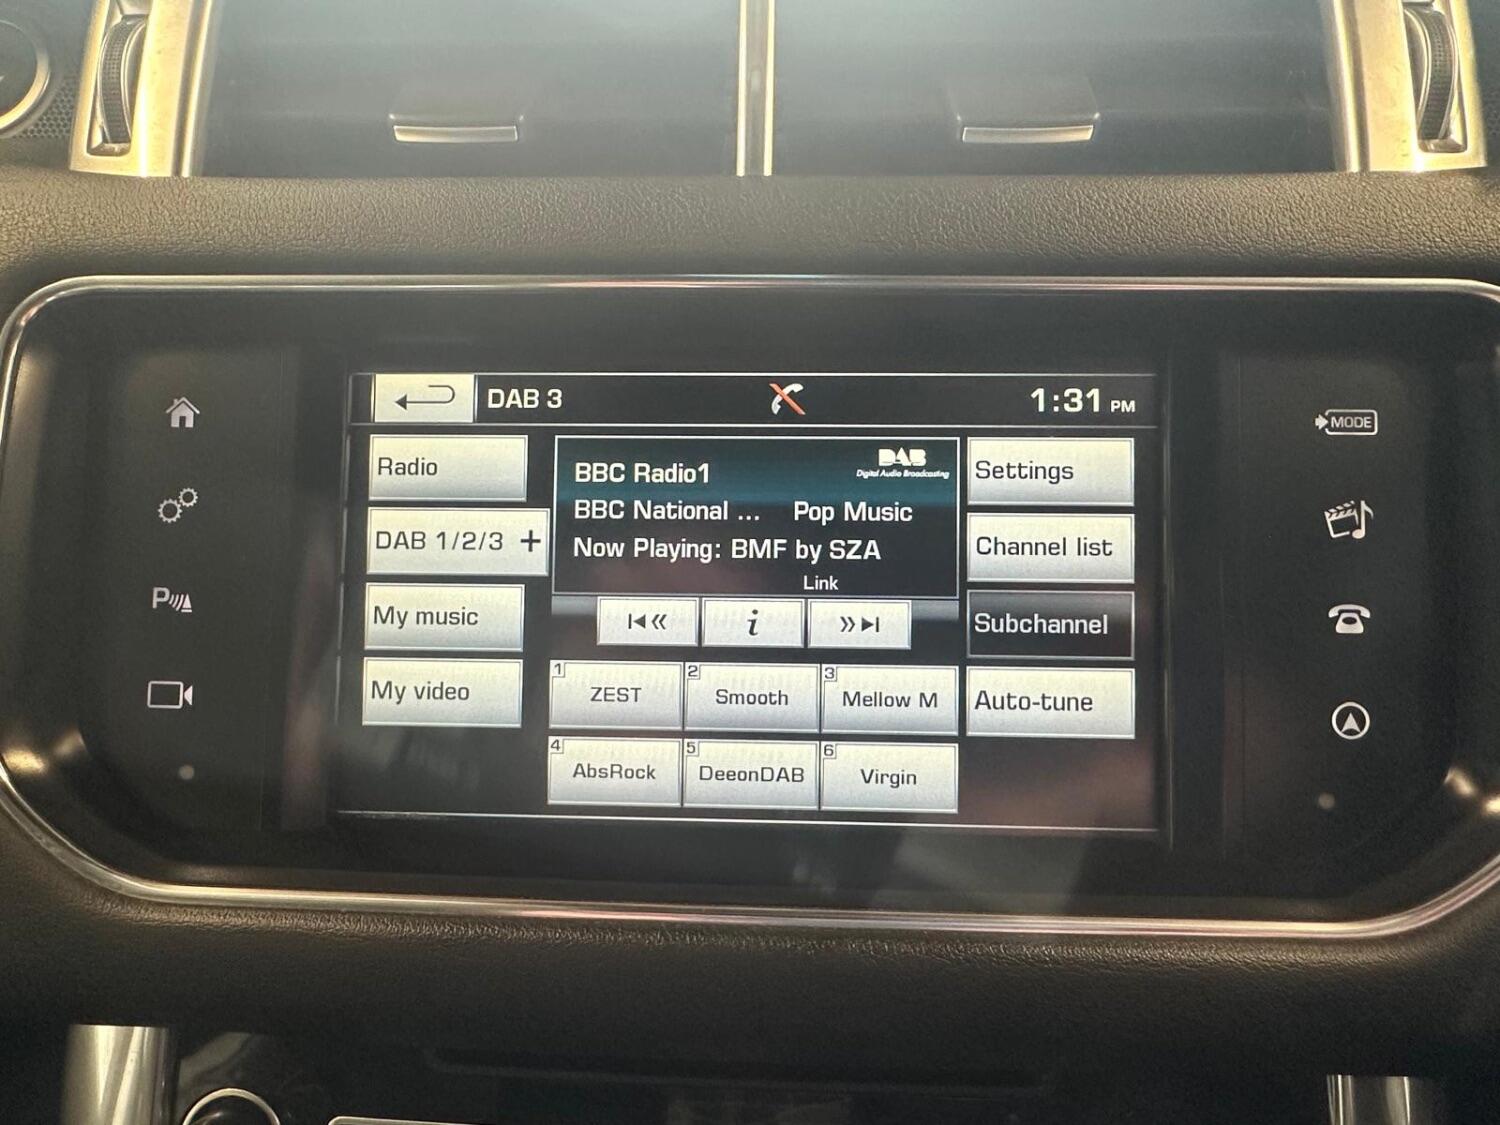 DAB 3
1:31 PM
Radio
DAB 1/2/3 +
My music
My video
BBC Radio1
DAB
Digital Audio Broadcasting
BBC National ... Pop Music
Now Playing: BMF by SZA
Link
i
1 ZEST
2 Smooth
3 Mellow M
4 AbsRock
5 DeeonDAB
6 Virgin
Settings
Channel list
Subchannel
Auto-tune
P
MODE